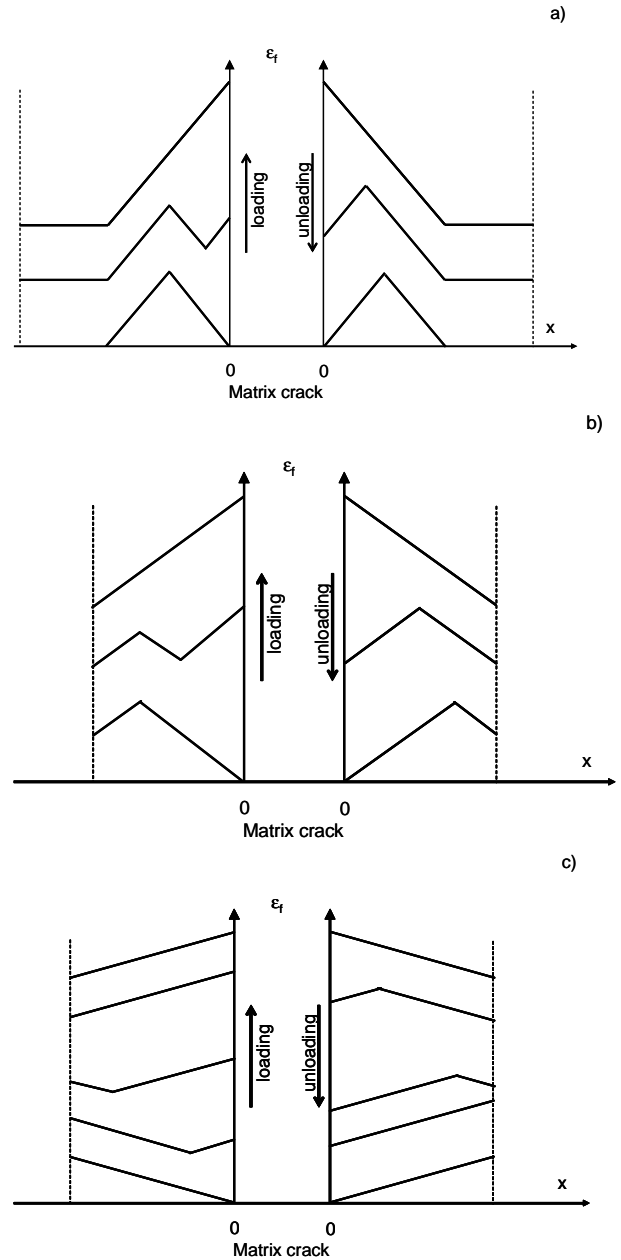 a)
εf
loading
unloading
x
0 0
Matrix crack
b)
εf
loading
unloading
x
0 0
Matrix crack
c)
εf
loading
unloading
x
0 0
Matrix crack